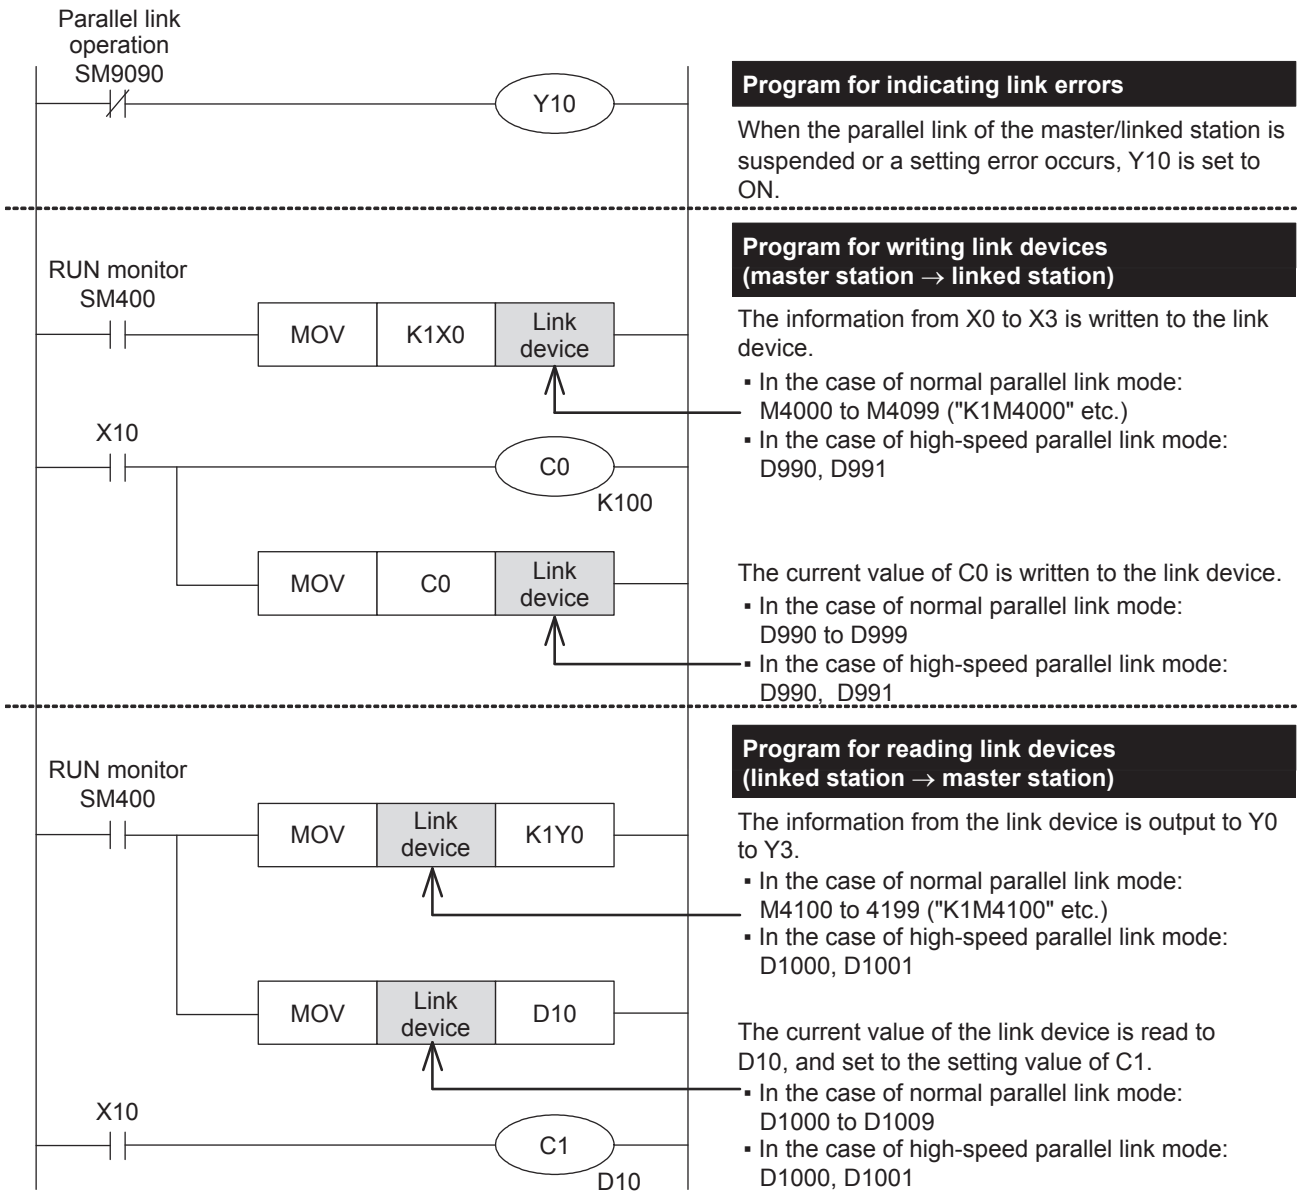 Parallel link
operation
SM9090
Y10
Program for indicating link errors
When the parallel link of the master/linked station is
suspended or a setting error occurs, Y10 is set to
ON.
RUN monitor
SM400
MOV K1X0 Link
device
X10
C0
K100
MOV C0 Link
device
Program for writing link devices
(master station → linked station)
The information from X0 to X3 is written to the link
device.
▪ In the case of normal parallel link mode:
M4000 to M4099 ("K1M4000" etc.)
▪ In the case of high-speed parallel link mode:
D990, D991
The current value of C0 is written to the link device.
▪ In the case of normal parallel link mode:
D990 to D999
▪ In the case of high-speed parallel link mode:
D990, D991
RUN monitor
SM400
MOV Link
device K1Y0
MOV Link
device D10
X10
C1
D10
Program for reading link devices
(linked station → master station)
The information from the link device is output to Y0
to Y3.
▪ In the case of normal parallel link mode:
M4100 to 4199 ("K1M4100" etc.)
▪ In the case of high-speed parallel link mode:
D1000, D1001
The current value of the link device is read to
D10, and set to the setting value of C1.
▪ In the case of normal parallel link mode:
D1000 to D1009
▪ In the case of high-speed parallel link mode:
D1000, D1001